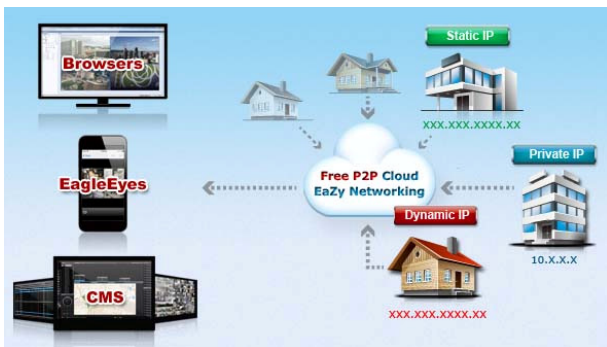 Browsers
Static IP
xxx.xxx.xxxx.xx
Private IP
Free P2P Cloud
EaZy Networking
EagleEyes
Dynamic IP
10.x.x.x
CMS
xxx.xxx.xxxx.xx